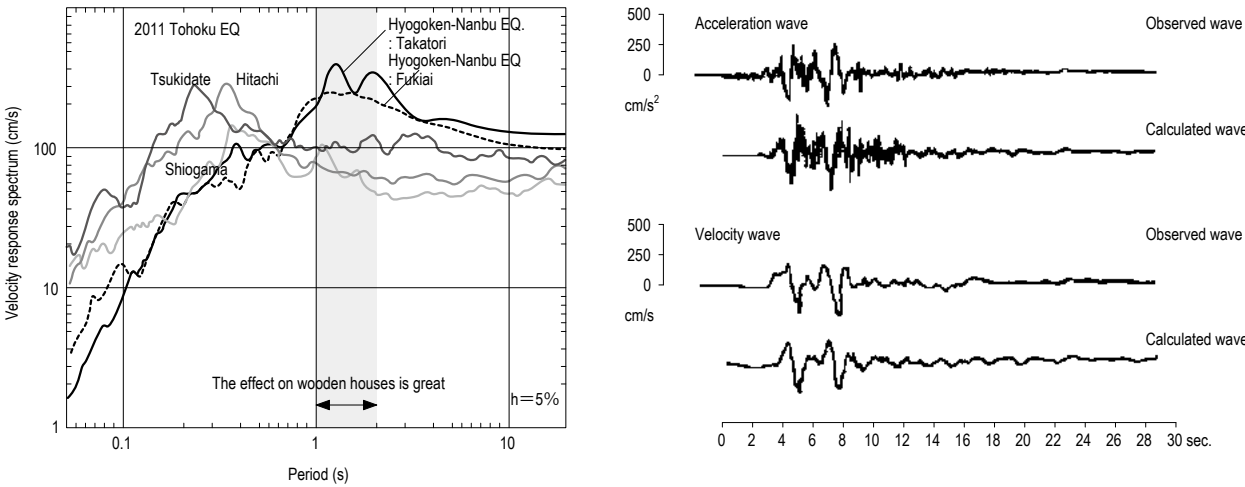 2011 Tohoku EQ
Hyogoken-Nanbu EQ.
: Takatori
Hyogoken-Nanbu EQ
: Fukiai
Tsukidate
Hitachi
Shiogama
Velocity response spectrum (cm/s)
100
10
1
The effect on wooden houses is great
h＝5%
0.1
1
10
Period (s)
500
250
0
cm/s2
Acceleration wave
Observed wave
Calculated wave
500
250
0
cm/s
Velocity wave
Observed wave
Calculated wave
0 2 4 6 8 10 12 14 16 18 20 22 24 26 28 30 sec.